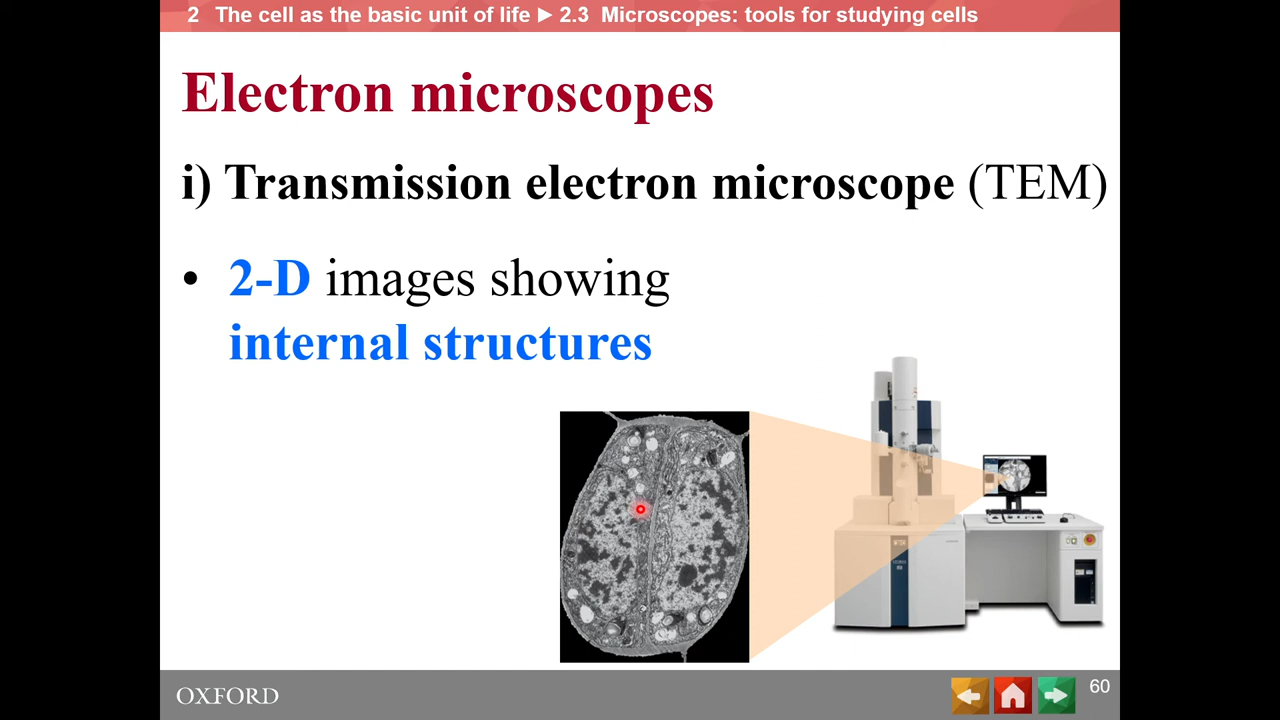 2 The cell as the basic unit of life ► 2.3 Microscopes: tools for studying cells
Electron microscopes
i) Transmission electron microscope (TEM)
• 2-D images showing
internal structures
OXFORD
60